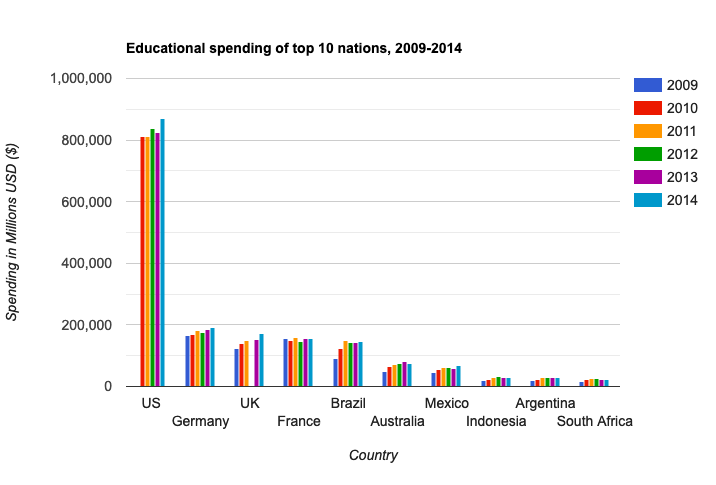 Educational spending of top 10 nations, 2009-2014
1,000,000
800,000
600,000
400,000
200,000
0
Spending in Millions USD ($)
US
Germany
UK
France
Brazil
Australia
Mexico
Indonesia
Argentina
South Africa
Country
2009
2010
2011
2012
2013
2014